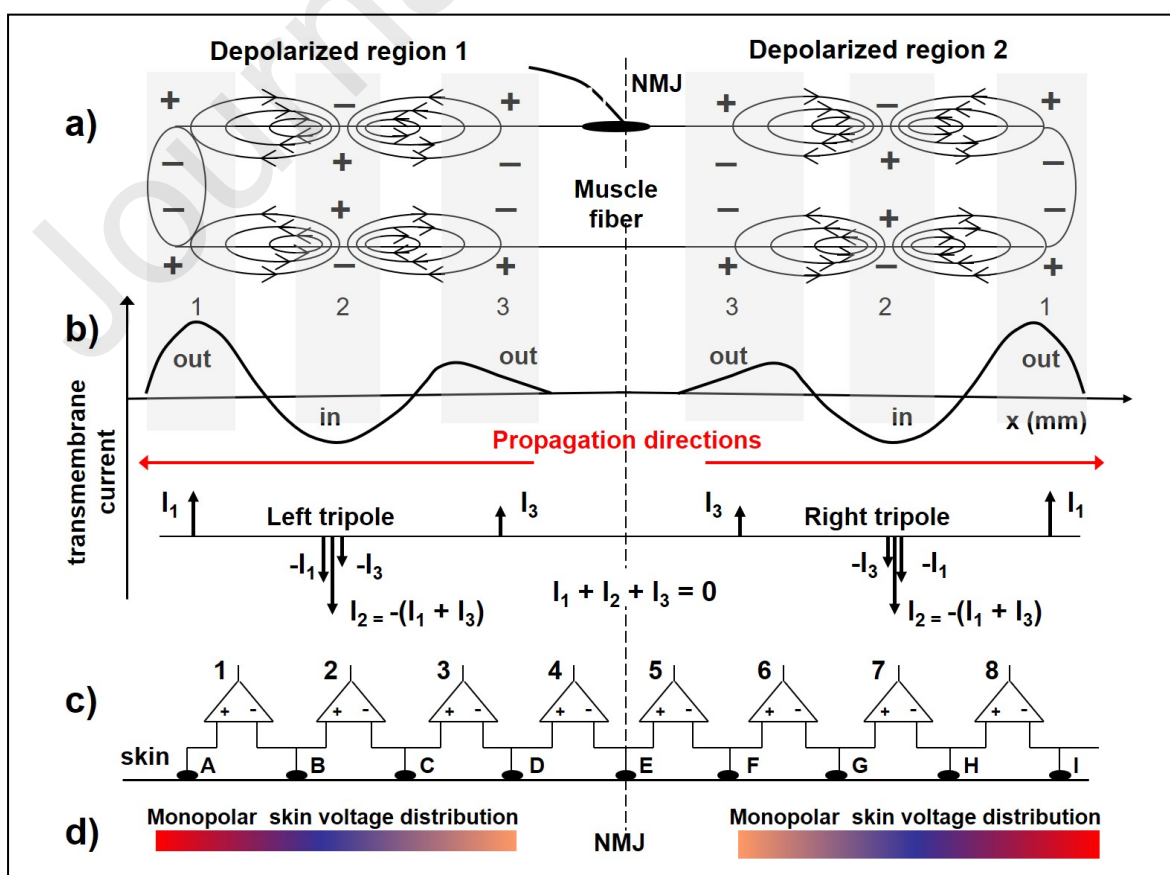 Journ
Depolarized region 1
Depolarized region 2
NMJ
a)
+ − + + − +
− + − − + −
Muscle
fiber
− + − − + −
+ − + + − +
1 2 3 3 2 1
b)
out out out out
in in
x (mm)
transmembrane
current
Propagation directions
I1 I3 I3 I1
Left tripole Right tripole
-I1 -I3 -I3 -I1
I1 + I2 + I3 = 0
I2 = -(I1 + I3) I2 = -(I1 + I3)
1 2 3 4 5 6 7 8
c)
+ - + - + - + - + - + - + - + -
skin
A B C D E F G H I
Monopolar skin voltage distribution Monopolar skin voltage distribution
d)
NMJ